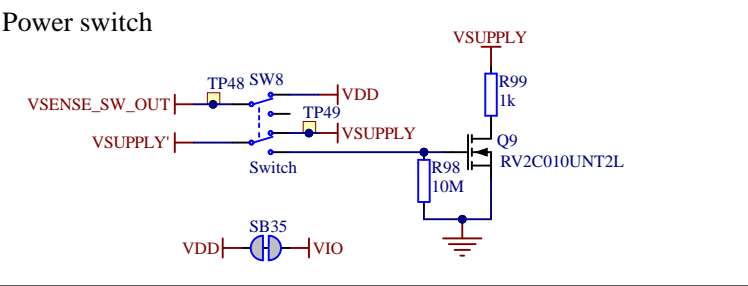 Power switch
VSUPPLY
TP48 SW8
R99
1k
VSENSE_SW_OUT
VDD
TP49
VSUPPLY'
VSUPPLY
Q9
RV2C010UNT2L
Switch
R98
10M
SB35
VDD
VIO